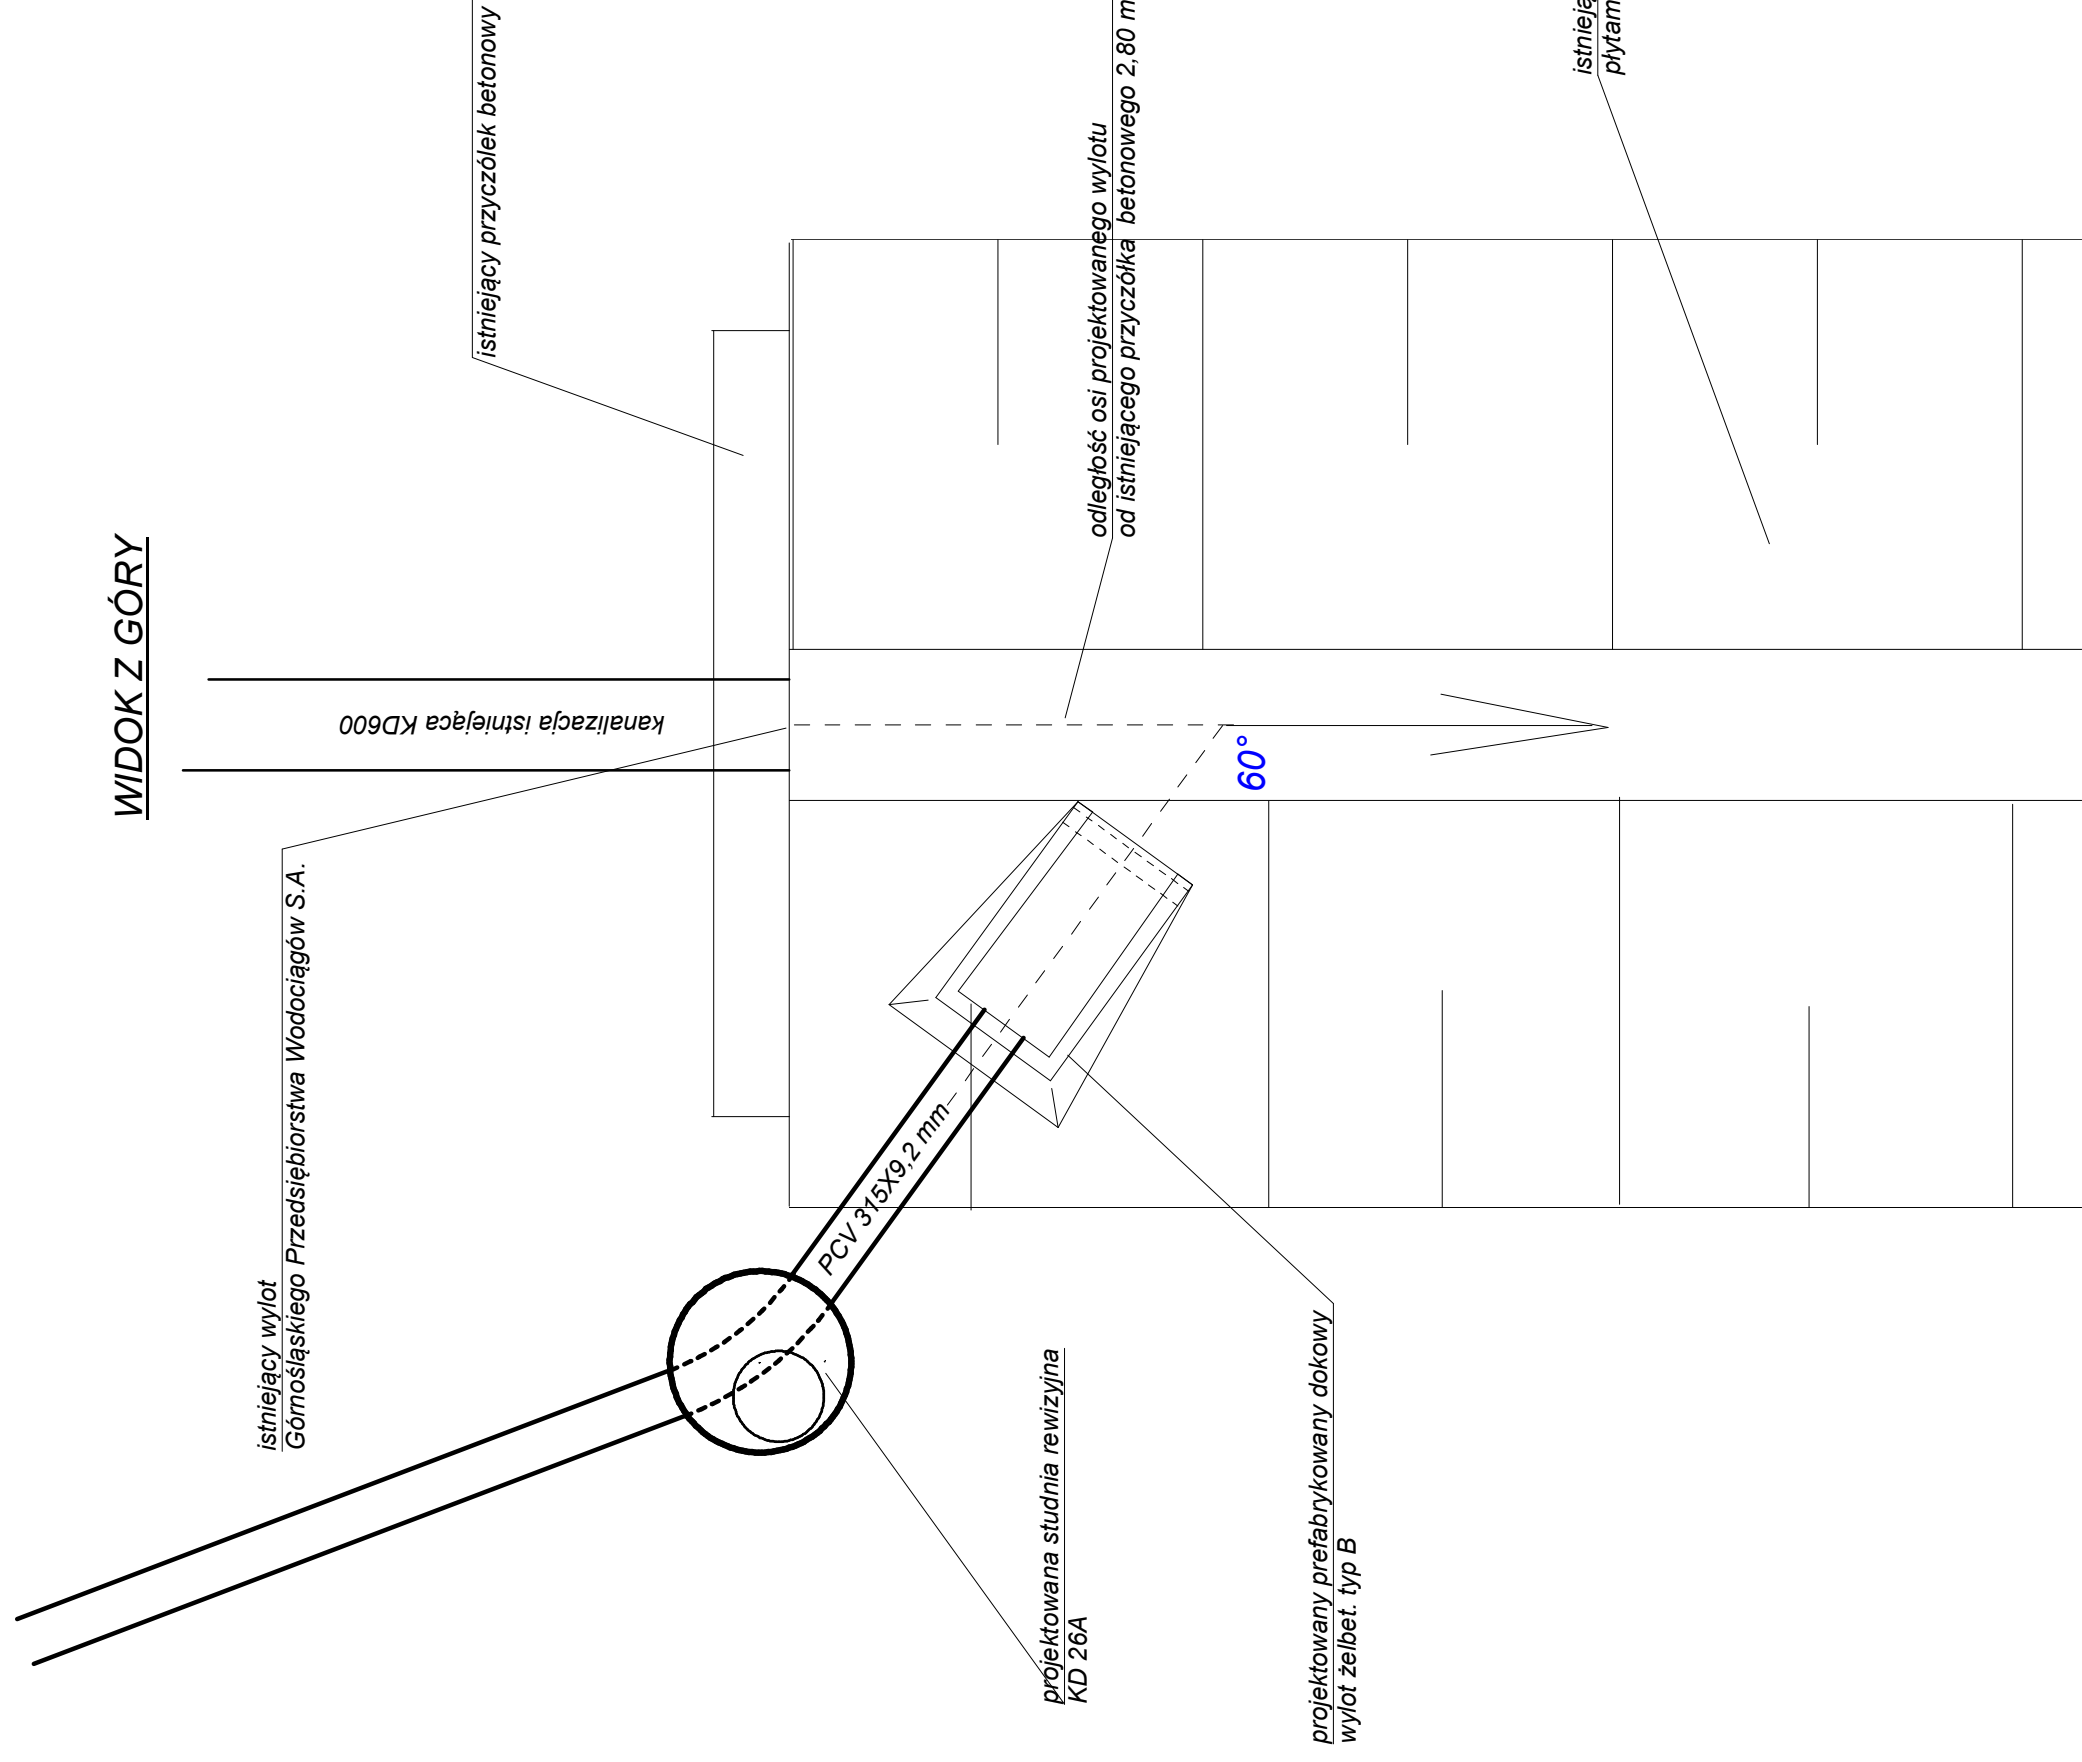 WIDOK Z GÓRY
istniejący przyczółek betonowy
kanalizacja istniejąca KD600
istniejący wylot
Górnośląskiego Przedsiębiorstwa Wodociągów S.A.
odległość osi projektowanego wylotu
od istniejącego przyczółka betonowego 2,80 m
60°
PCV 315X9,2 mm
projektowana studnia rewizyjna
KD 26A
projektowany prefabrykowany dokowy
wylot żelbet. typ B